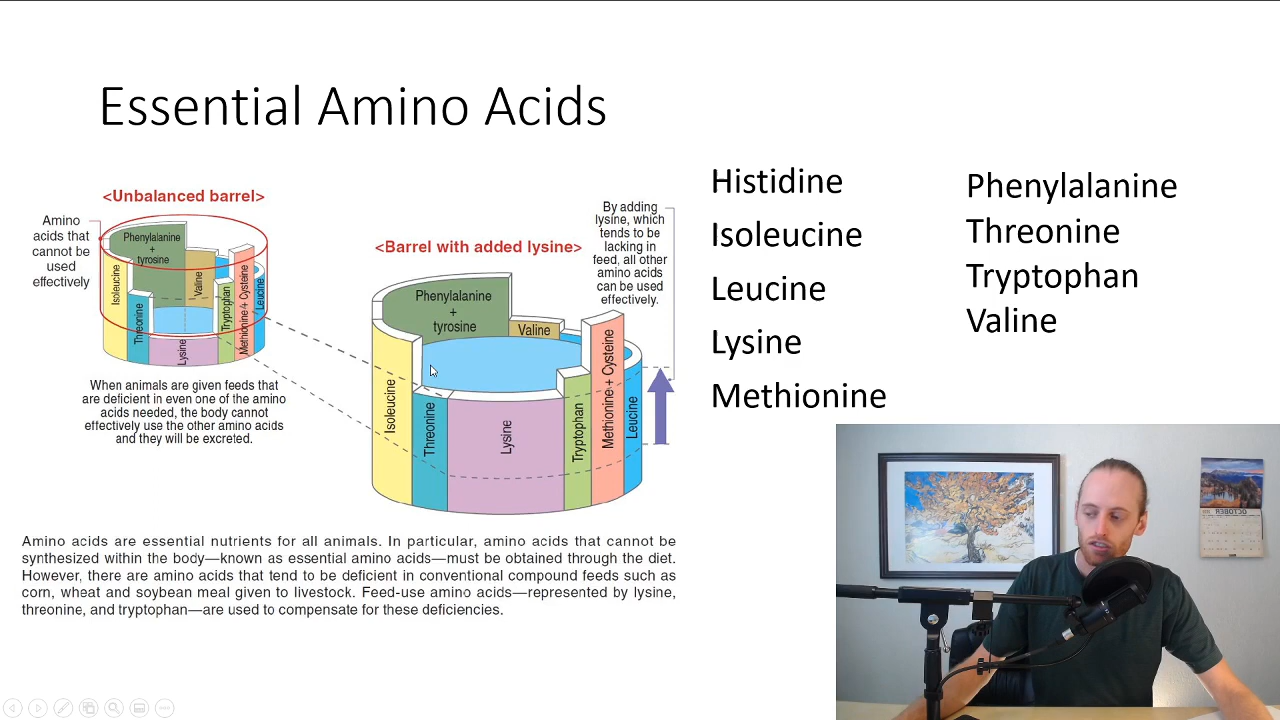 Essential Amino Acids
<Unbalanced barrel>
Amino
acids that
cannot be
used
effectively
Phenylalanine
+
tyrosine
Isoleucine
Threonine
Lysine
Valine
Tryptophan
Methionine + Cysteine
Leucine
When animals are given feeds that
are deficient in even one of the amino
acids needed, the body cannot
effectively use the other amino acids
and they will be excreted.
<Barrel with added lysine>
By adding
lysine, which
tends to be
lacking in
feed, all other
amino acids
can be used
effectively.
Phenylalanine
+
tyrosine
Valine
Isoleucine
Threonine
Lysine
Tryptophan
Methionine + Cysteine
Leucine
Amino acids are essential nutrients for all animals. In particular, amino acids that cannot be
synthesized within the body—known as essential amino acids—must be obtained through the diet.
However, there are amino acids that tend to be deficient in conventional compound feeds such as
corn, wheat and soybean meal given to livestock. Feed-use amino acids—represented by lysine,
threonine, and tryptophan—are used to compensate for these deficiencies.
Histidine
Isoleucine
Leucine
Lysine
Methionine
Phenylalanine
Threonine
Tryptophan
Valine
OCTOBER